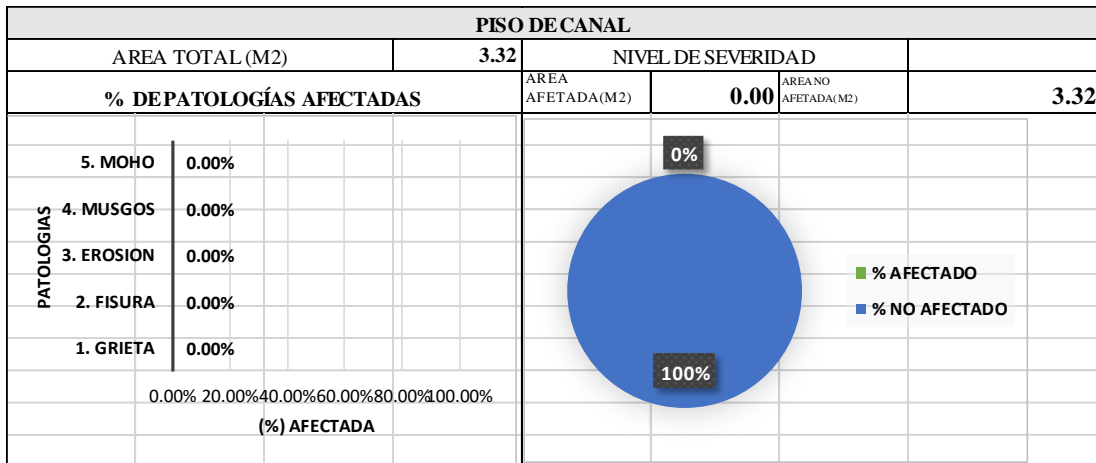 PISO DE CANAL
AREA TOTAL (M2) 3.32 NIVEL DE SEVERIDAD
% DE PATOLOGÍAS AFECTADAS
AREA AFETADA(M2) 0.00 AREA NO AFETADA(M2) 3.32
PATOLOGIAS
5. MOHO 0.00%
4. MUSGOS 0.00%
3. EROSION 0.00%
2. FISURA 0.00%
1. GRIETA 0.00%
0.00% 20.00% 40.00% 60.00% 80.00% 100.00%
(%) AFECTADA
0%
100%
% AFECTADO
% NO AFECTADO